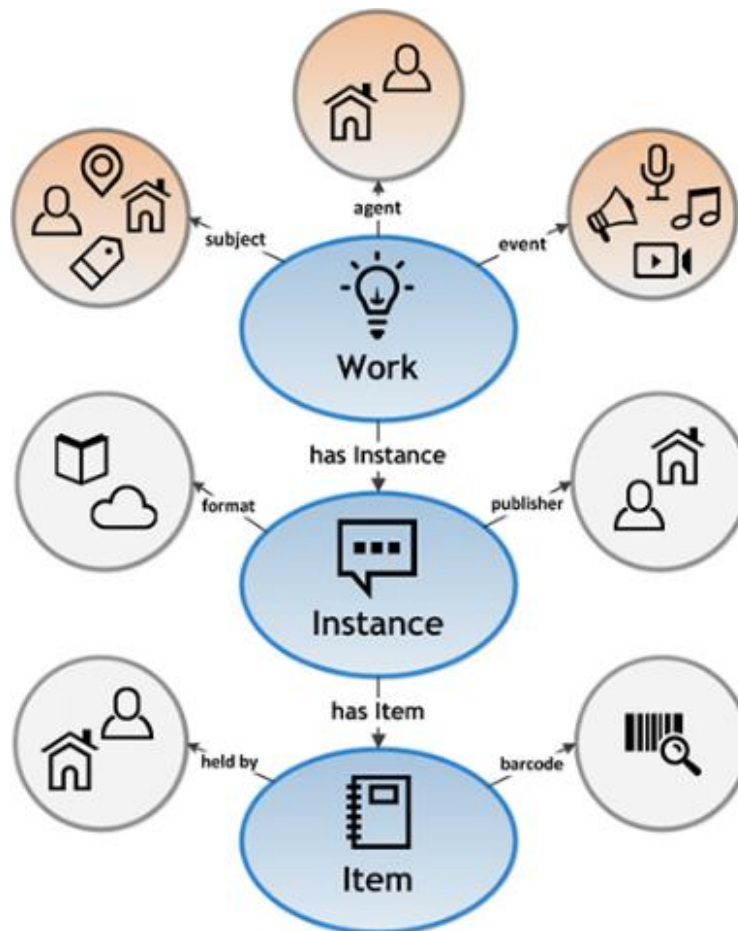 agent
subject
event
Work
has Instance
format
publisher
Instance
has Item
held by
barcode
Item